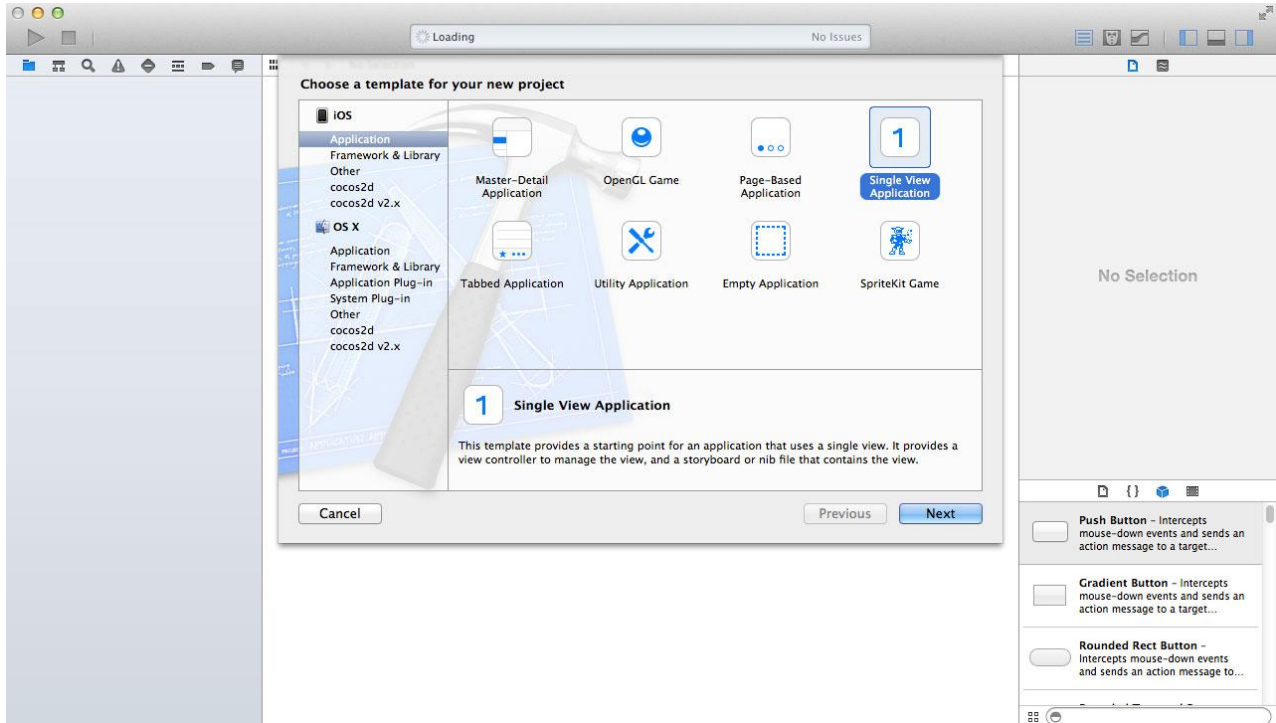 Loading
No Issues
No Selection
Choose a template for your new project
iOS
Application
Framework & Library
Other
cocos2d
cocos2d v2.x
OS X
Application
Framework & Library
Application Plug-in
System Plug-in
Other
cocos2d
cocos2d v2.x
Master-Detail
Application
OpenGL Game
Page-Based
Application
1
Single View
Application
Tabbed Application
Utility Application
Empty Application
SpriteKit Game
1
Single View Application
This template provides a starting point for an application that uses a single view. It provides a
view controller to manage the view, and a storyboard or nib file that contains the view.
Cancel
Previous
Next
No Selection
{}
Push Button – Intercepts
mouse-down events and sends an
action message to a target...
Gradient Button – Intercepts
mouse-down events and sends an
action message to a target...
Rounded Rect Button –
Intercepts mouse-down events
and sends an action message to...